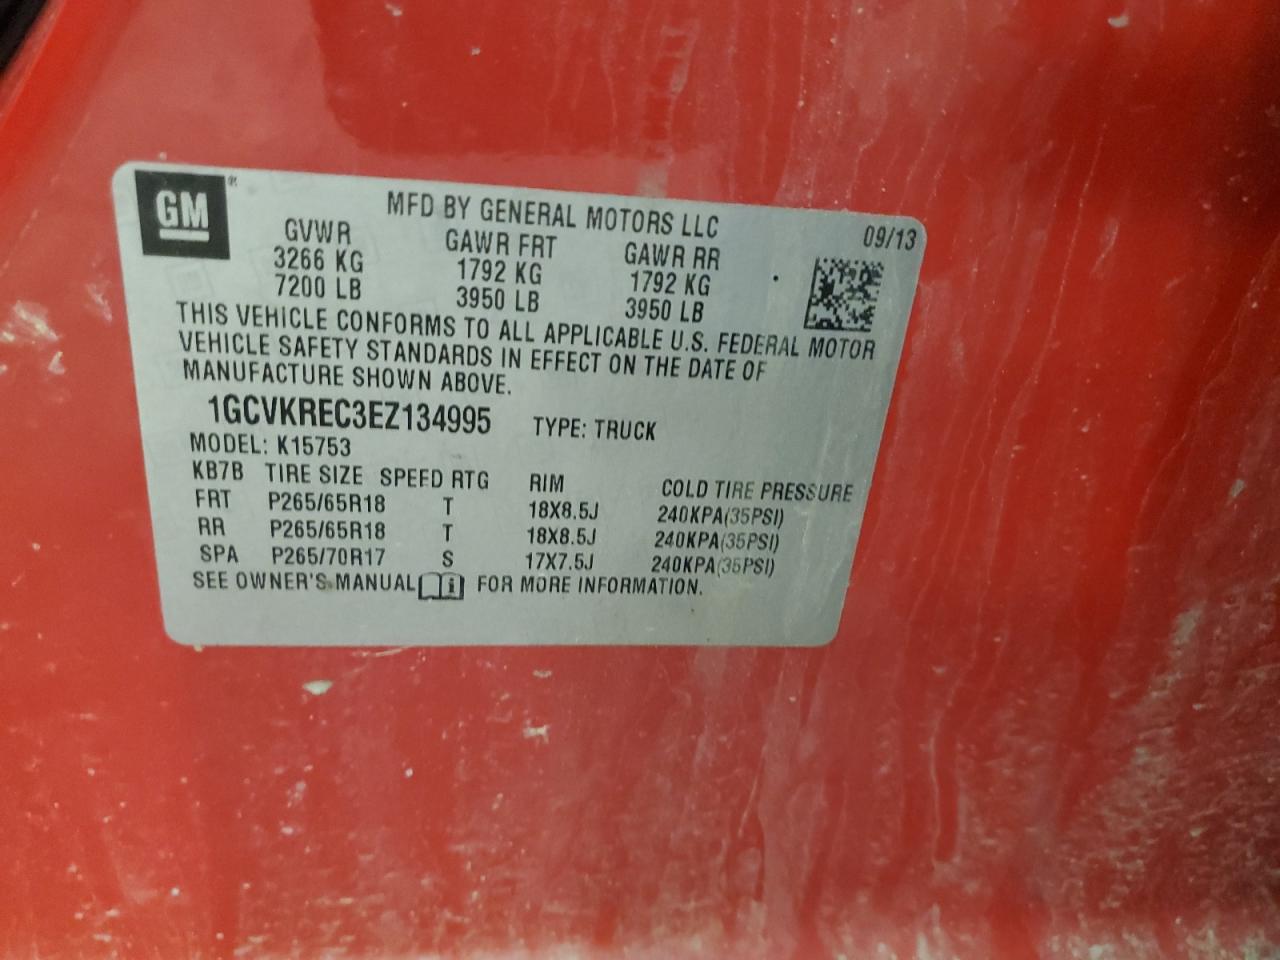 GM
MFD BY GENERAL MOTORS LLC
09/13
GVWR GAWR FRT GAWR RR
3266 KG 1792 KG 1792 KG
7200 LB 3950 LB 3950 LB
THIS VEHICLE CONFORMS TO ALL APPLICABLE U.S. FEDERAL MOTOR
VEHICLE SAFETY STANDARDS IN EFFECT ON THE DATE OF
MANUFACTURE SHOWN ABOVE.
1GCVKREC3EZ134995 TYPE: TRUCK
MODEL: K15753
KB7B TIRE SIZE SPEED RTG RIM COLD TIRE PRESSURE
FRT P265/65R18 T 18X8.5J 240KPA(35PSI)
RR P265/65R18 T 18X8.5J 240KPA(35PSI)
SPA P265/70R17 S 17X7.5J 240KPA(35PSI)
SEE OWNER'S MANUAL i FOR MORE INFORMATION.